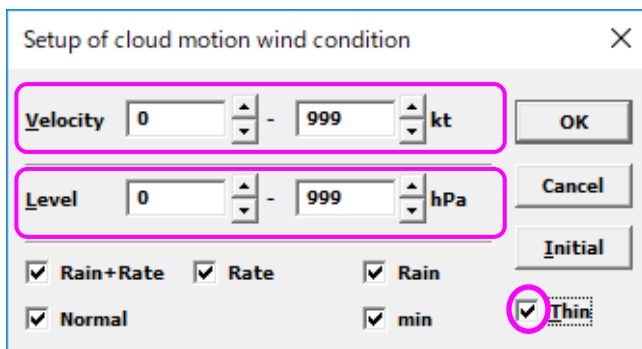 Setup of cloud motion wind condition
Velocity 0 - 999 kt
OK
Level 0 - 999 hPa
Cancel
Initial
Rain+Rate Rate Rain
Thin
Normal min